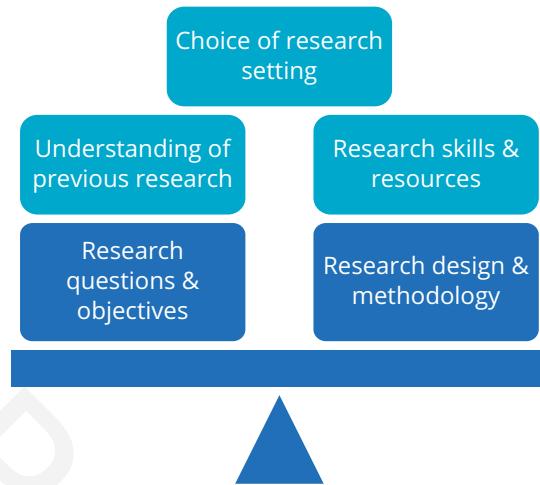 Choice of research
setting
Understanding of
previous research
Research skills &
resources
Research
questions &
objectives
Research design &
methodology